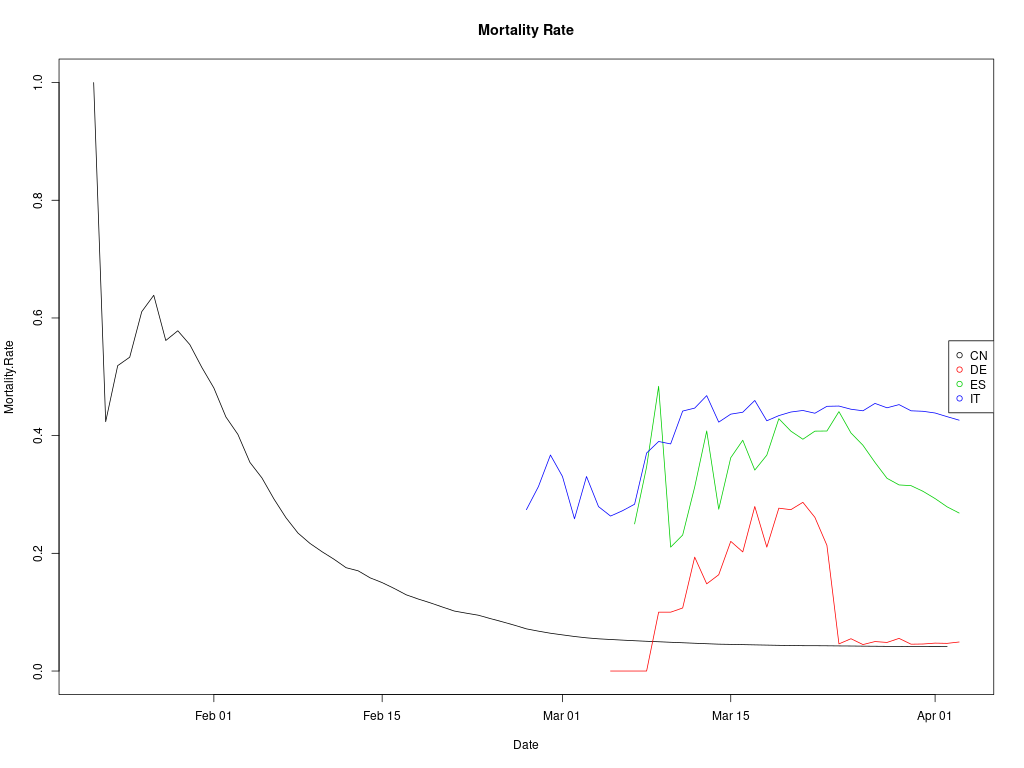 Mortality Rate
Mortality.Rate
1.0
0.8
0.6
0.4
0.2
0.0
CN
DE
ES
IT
Feb 01
Feb 15
Mar 01
Mar 15
Apr 01
Date